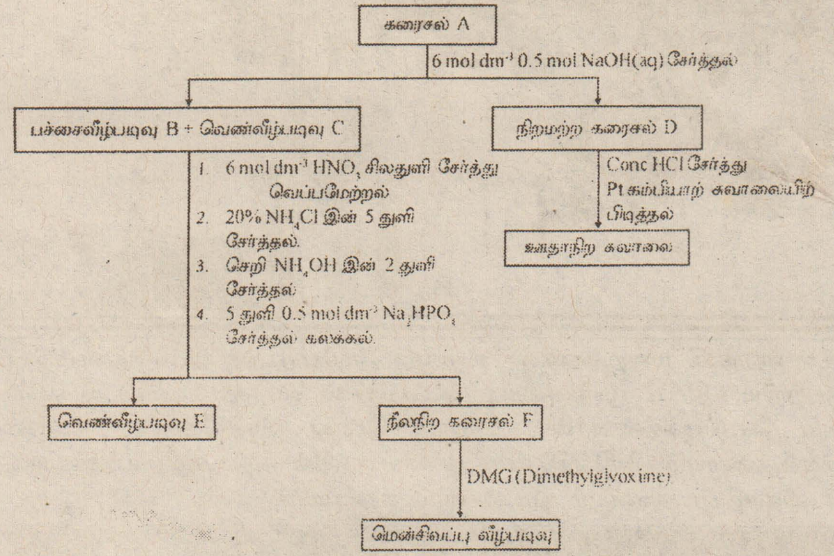 கரைசல் A
6 mol dm⁻³ 0.5 mol NaOH(aq) சேர்த்தல்
பச்சைவீழ்படிவு B + வெண்வீழ்படிவு C
நிறமற்ற கரைசல் D
1. 6 mol dm⁻³ HNO₃ சிலதுளி சேர்த்து
வெப்பமேற்றல்
2. 20% NH₄Cl இன் 5 துளி
சேர்த்தல்.
3. செறி NH₄OH இன் 2 துளி
சேர்த்தல்
4. 5 துளி 0.5 mol dm⁻³ Na₂HPO₄
சேர்த்தல் கலக்கல்.
Conc HCl சேர்த்து
Pt கம்பியாற் சுவாலையிற்
பிடித்தல்
ஊதாநிற சுவாலை
வெண்வீழ்படிவு E
நீலநிற கரைசல் F
DMG (Dimethylglyoxime)
மென்சிவப்பு வீழ்படிவு